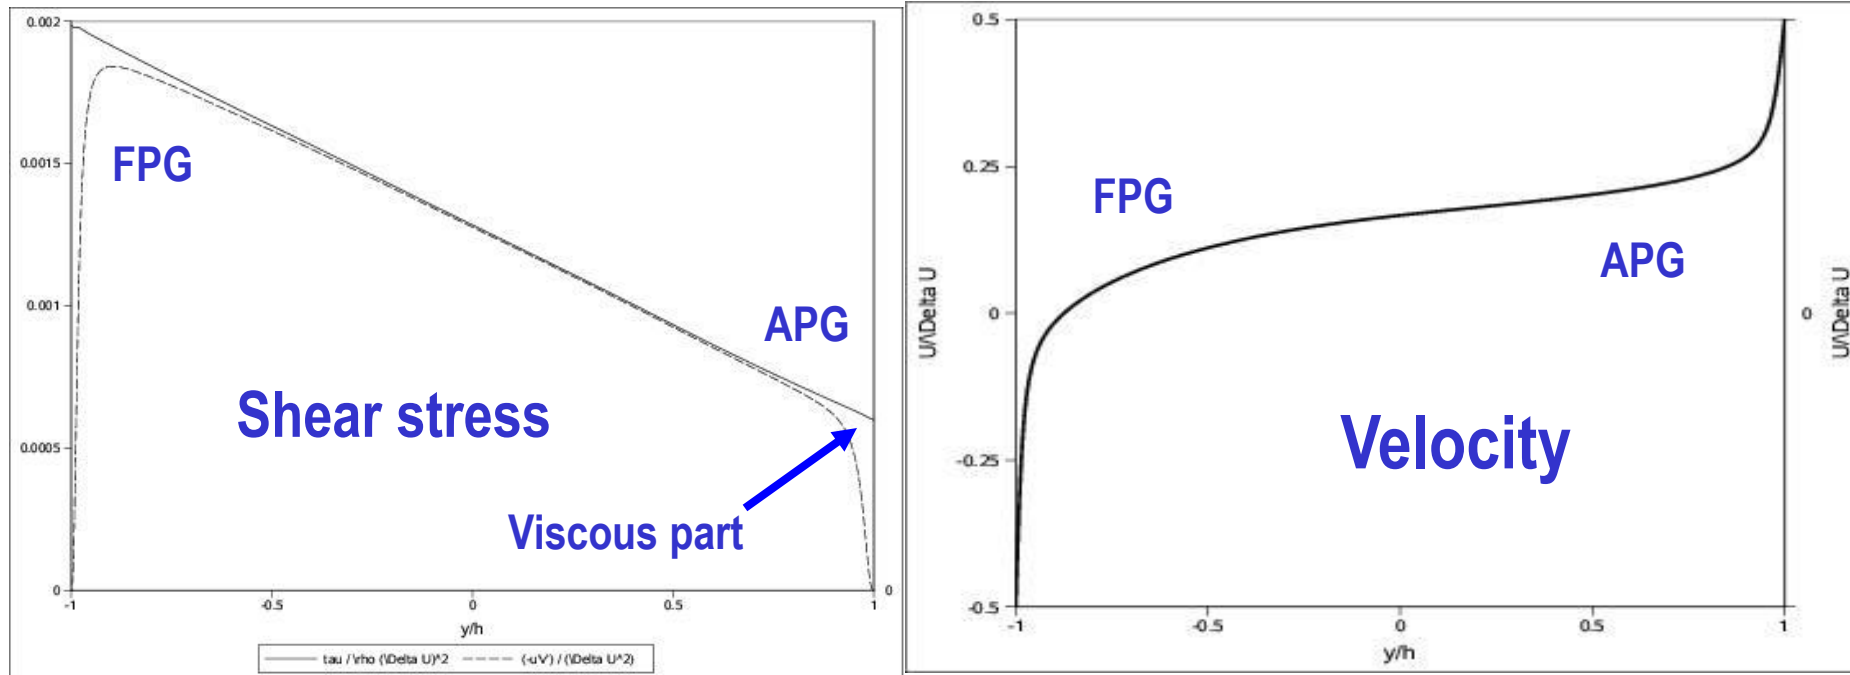 0.002
0.0015
0.001
0.0005
0
0
-1
-0.5
0
0.5
1
y/h
FPG
APG
Shear stress
Viscous part
tau / \rho (\Delta U)^2
(-u'v') / (\Delta U^2)
0.5
0.25
0
-0.25
-0.5
0
-1
-0.5
0
0.5
1
y/h
U/\Delta U
U/\Delta U
FPG
APG
Velocity